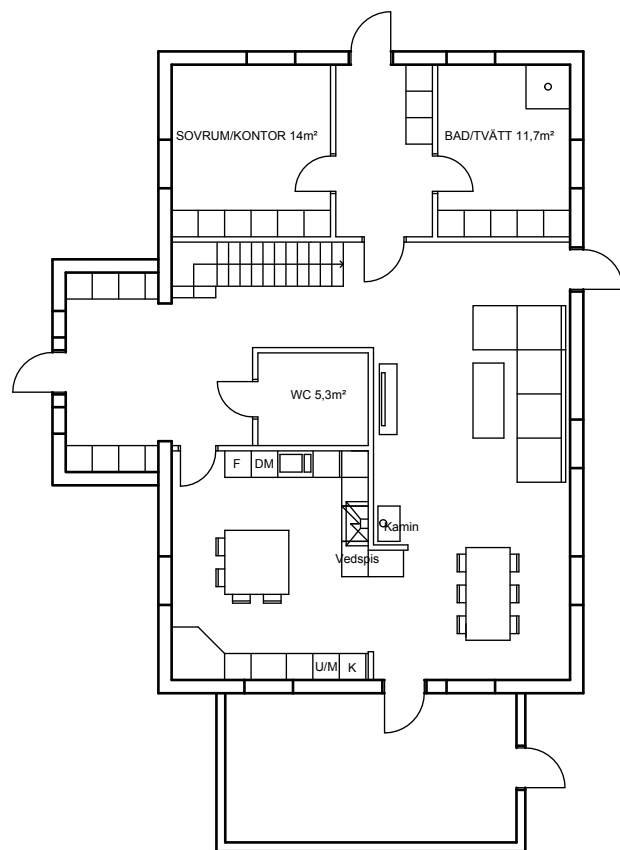 SOVRUM/KONTOR 14m²
BAD/TVÄTT 11,7m²
WC 5,3m²
F
DM
Kamin
Vedspis
U/M
K